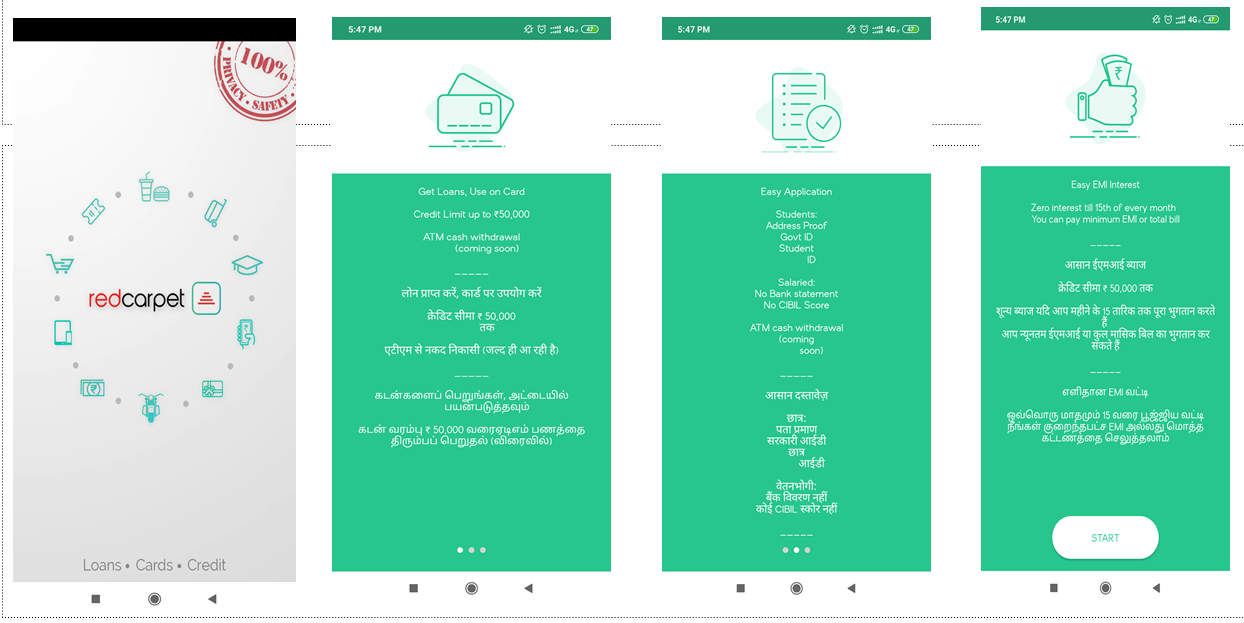 100%
PRIVACY • SAFETY •
redcarpet
Loans • Cards • Credit
5:47 PM
4G
47
Get Loans, Use on Card
Credit Limit up to ₹50,000
ATM cash withdrawal
(coming soon)
_____
लोन प्राप्त करें, कार्ड पर उपयोग करें
क्रेडिट सीमा ₹ 50,000
तक
एटीएम से नकद निकासी (जल्द ही आ रही है)
_____
கடன்களைப் பெறுங்கள், அட்டையில்
பயன்படுத்தவும்
கடன் வரம்பு ₹ 50,000 வரைஏடிஎம் பணத்தை
திரும்பப் பெறுதல் (விரைவில்)
5:47 PM
4G
47
Easy Application
Students:
Address Proof
Govt ID
Student
ID
Salaried:
No Bank statement
No CIBIL Score
ATM cash withdrawal
(coming
soon)
_____
आसान दस्तावेज़
छात्र:
पता प्रमाण
सरकारी आईडी
छात्र
आईडी
वेतनभोगी:
बैंक विवरण नहीं
कोई CIBIL स्कोर नहीं
_____
5:47 PM
4G
47
₹
Easy EMI Interest
Zero interest till 15th of every month
You can pay minimum EMI or total bill
_____
आसान ईएमआई ब्याज
क्रेडिट सीमा ₹ 50,000 तक
शून्य ब्याज यदि आप महीने के 15 तारिक तक पूरा भुगतान करते
हैं
आप न्यूनतम ईएमआई या कुल मासिक बिल का भुगतान कर
सकते हैं
_____
எளிதான EMI வட்டி
ஒவ்வொரு மாதமும் 15 வரை பூஜ்ஜிய வட்டி
நீங்கள் குறைந்தபட்ச EMI அல்லது மொத்த
கட்டணத்தை செலுத்தலாம்
START